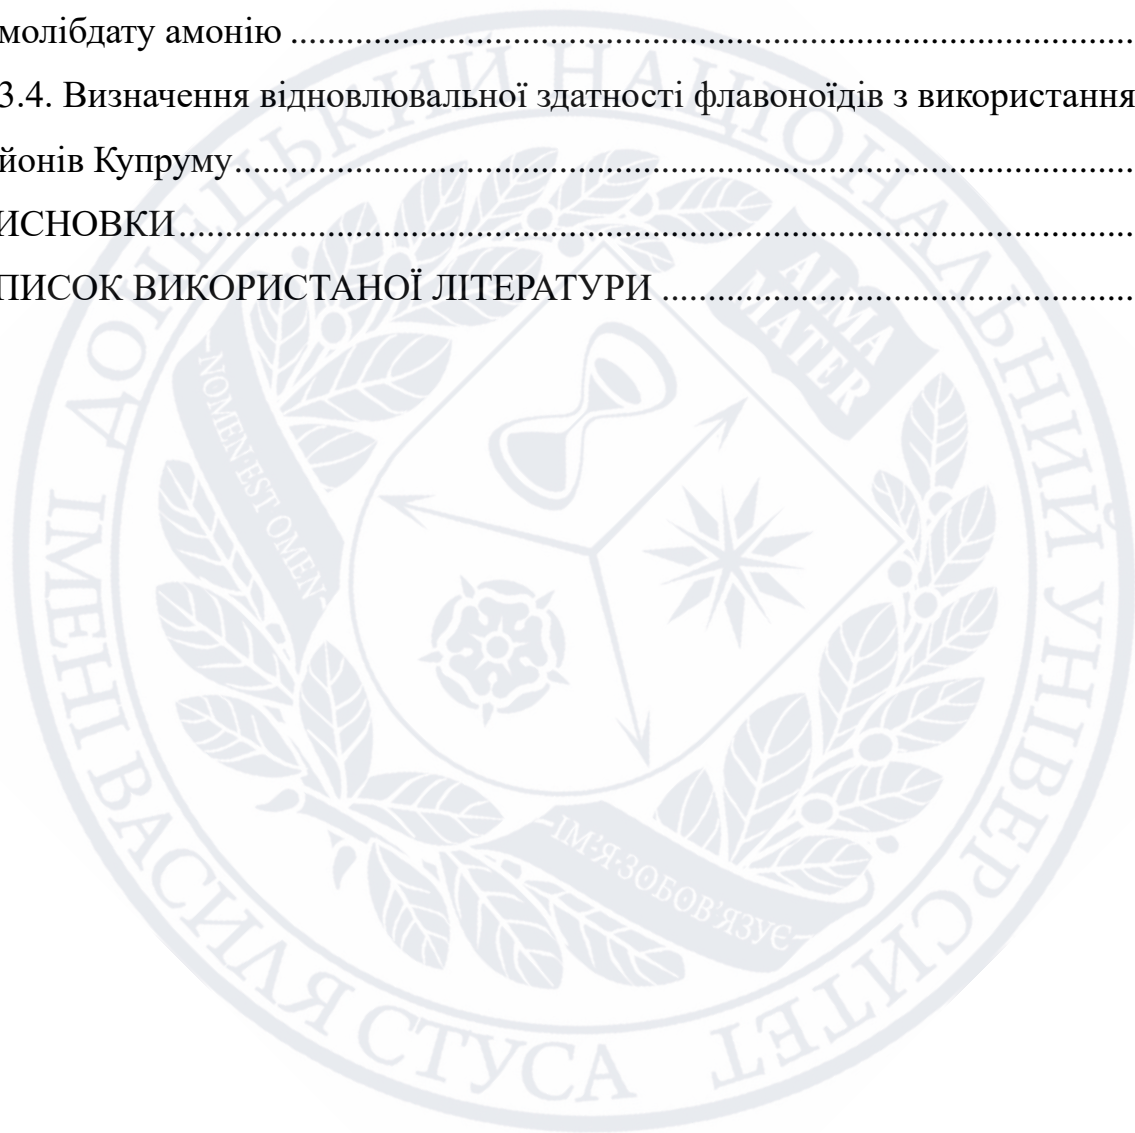 молібдату амонію ...........................................................................................
3.4. Визначення відновлювальної здатності флавоноїдів з використання
йонів Купруму.................................................................................................
ИСНОВКИ.......................................................................................................
ПИСОК ВИКОРИСТАНОЇ ЛІТЕРАТУРИ ...................................................
ДОНЕЦЬКИЙ НАЦІОНАЛЬНИЙ УНІВЕРСИТЕТ
ІМЕНІ ВАСИЛЯ СТУСА
ALMA
MATER
NOMEN EST OMEN
ІМ'Я ЗОБОВ'ЯЗУЄ